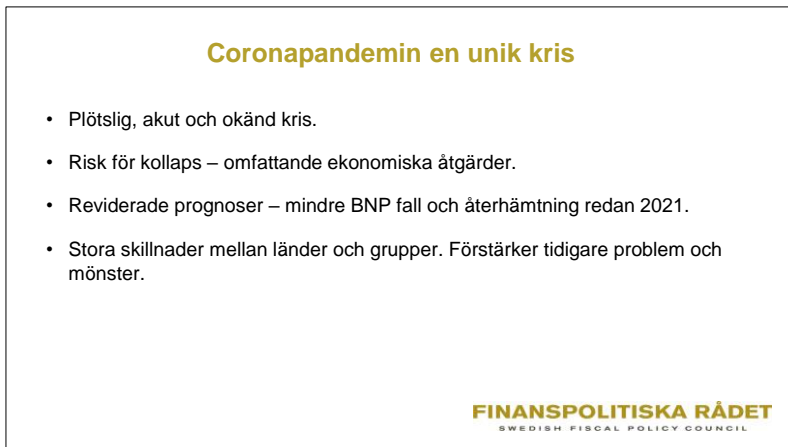 Coronapandemin en unik kris
• Plötslig, akut och okänd kris.
• Risk för kollaps – omfattande ekonomiska åtgärder.
• Reviderade prognoser – mindre BNP fall och återhämtning redan 2021.
• Stora skillnader mellan länder och grupper. Förstärker tidigare problem och
mönster.
FINANSPOLITISKA RÅDET
SWEDISH FISCAL POLICY COUNCIL